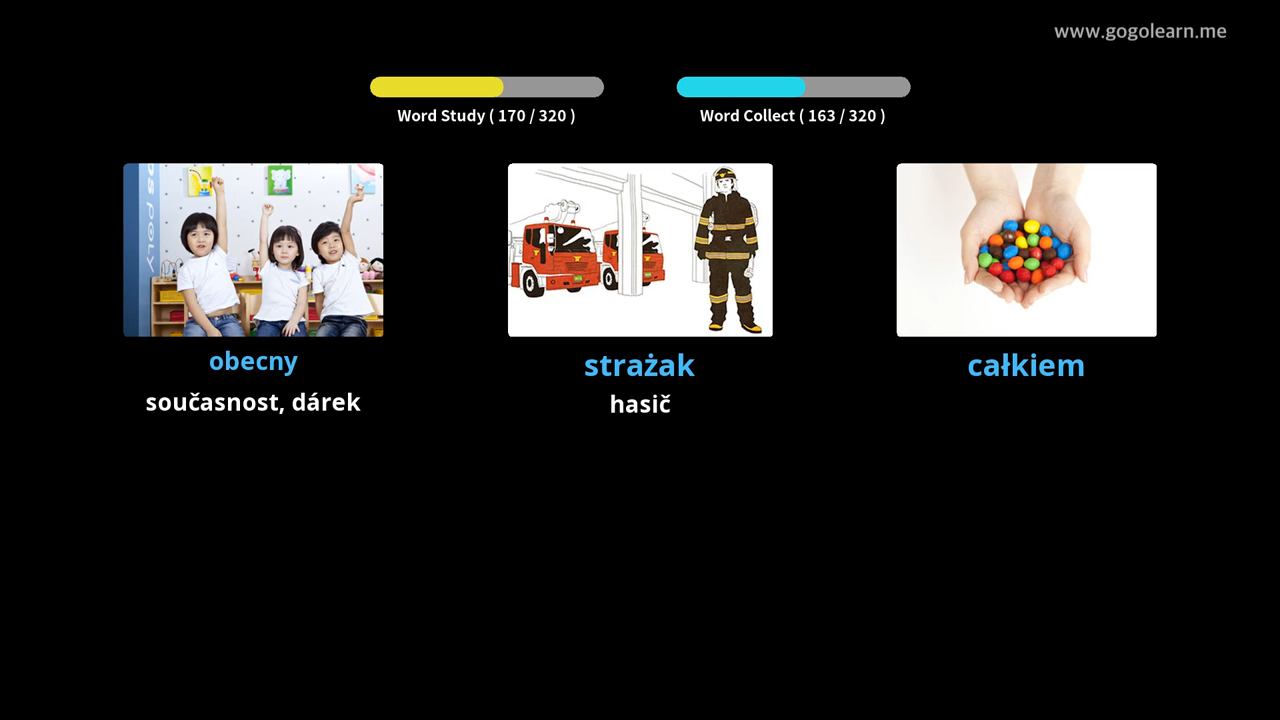 www.gogolearn.me
Word Study ( 170 / 320 )
Word Collect ( 163 / 320 )
obecny
strażak
całkiem
současnost, dárek
hasič